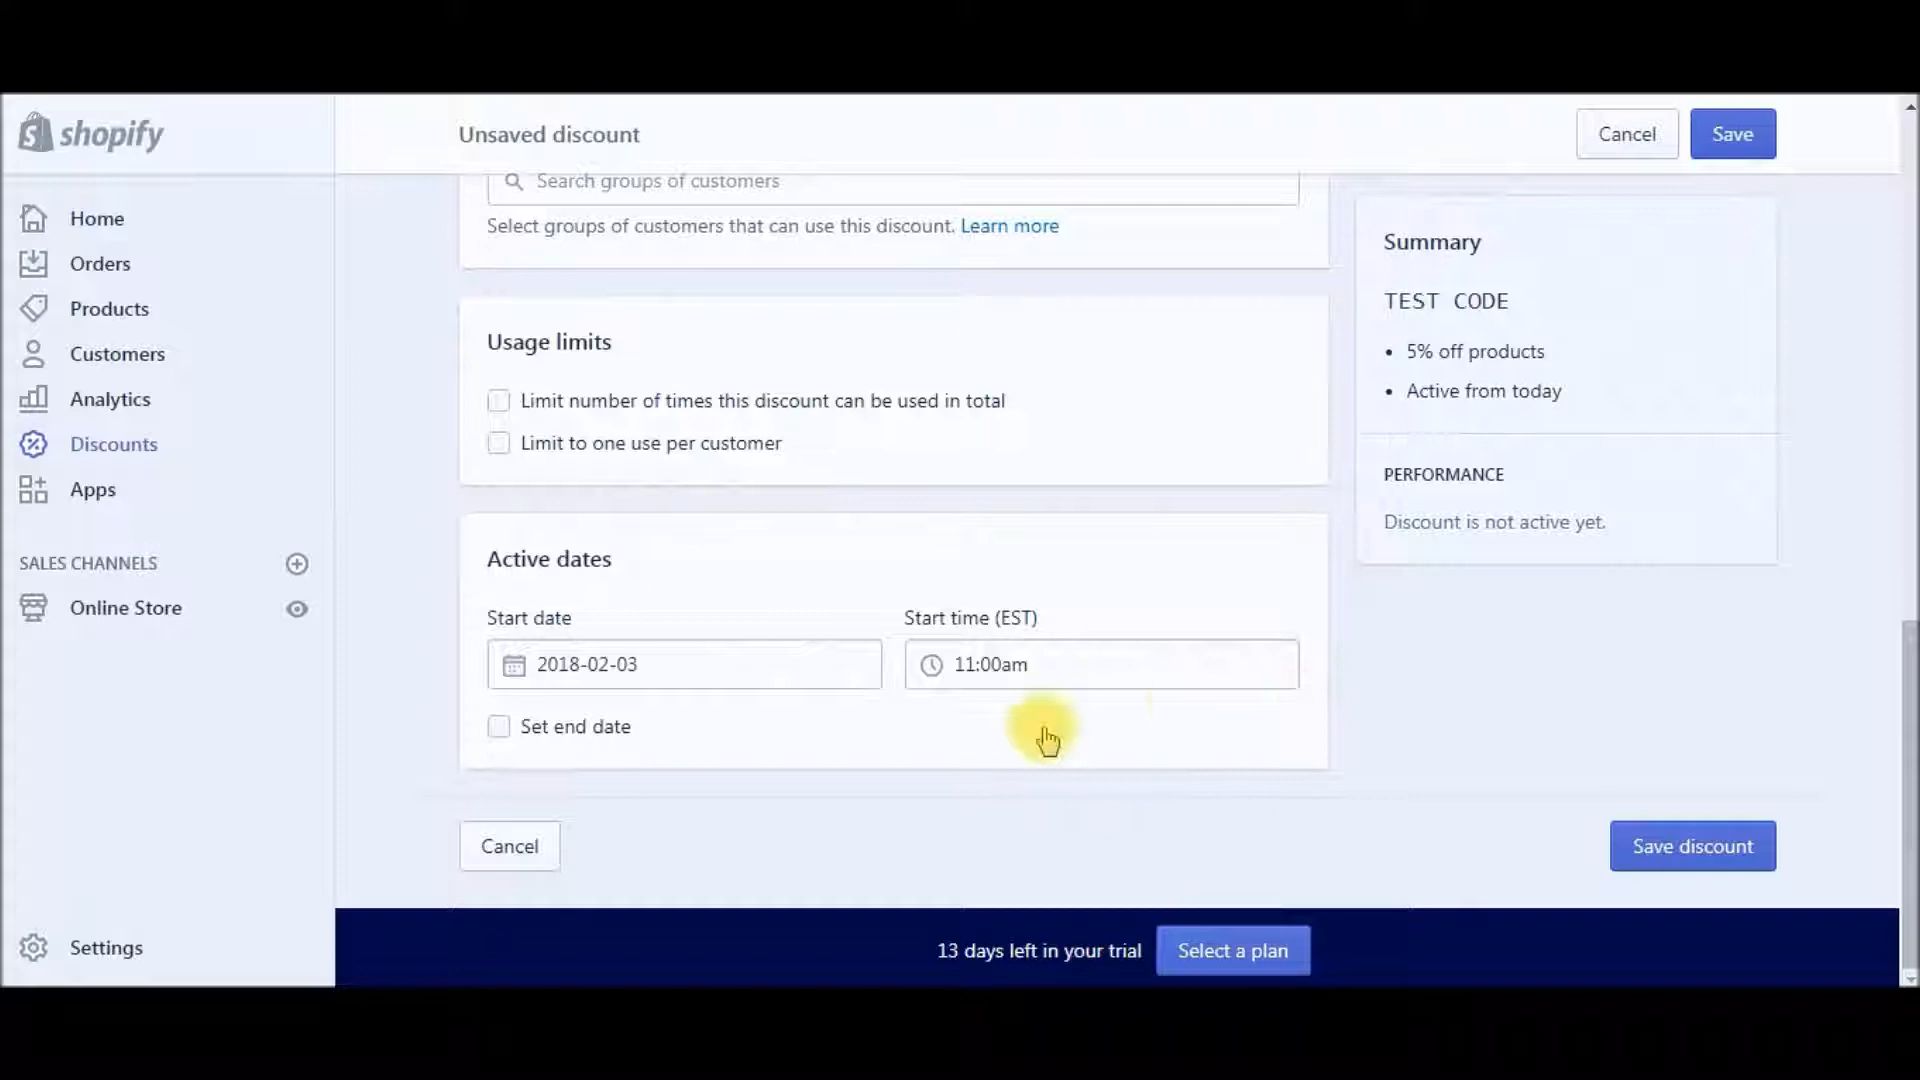 shopify
Unsaved discount
Cancel
Save
Home
Orders
Products
Customers
Analytics
Discounts
Apps
SALES CHANNELS
Online Store
Settings
Search groups of customers
Select groups of customers that can use this discount. Learn more
Usage limits
Limit number of times this discount can be used in total
Limit to one use per customer
Active dates
Start date
Start time (EST)
2018-02-03
11:00am
Set end date
Summary
TEST CODE
• 5% off products
• Active from today
PERFORMANCE
Discount is not active yet.
Cancel
Save discount
13 days left in your trial
Select a plan